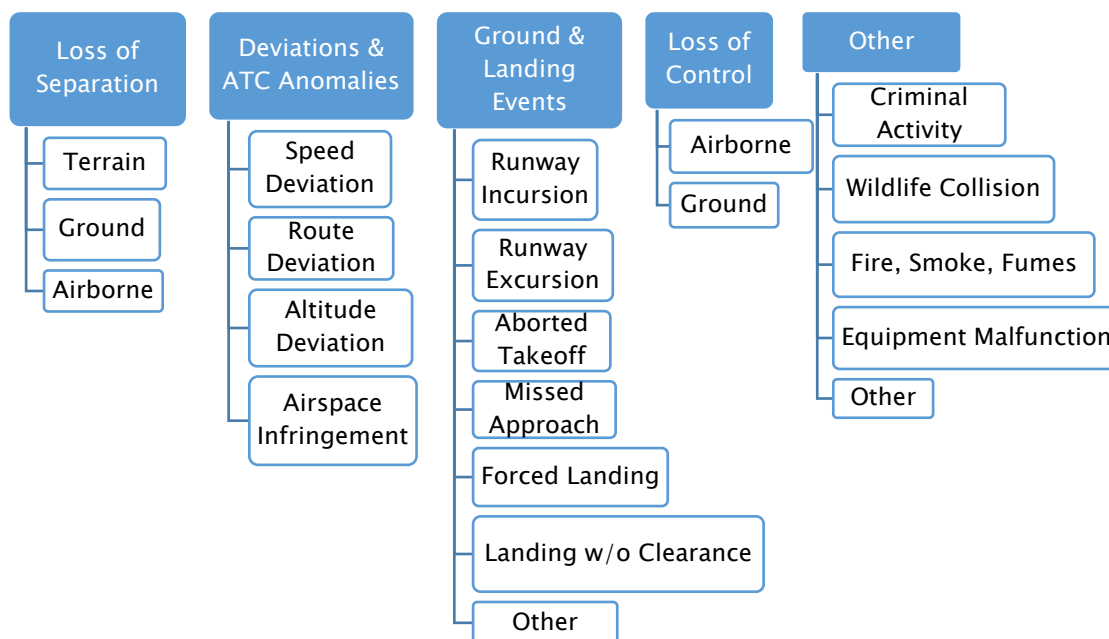 Loss of
Separation
Terrain
Ground
Airborne
Deviations &
ATC Anomalies
Speed
Deviation
Route
Deviation
Altitude
Deviation
Airspace
Infringement
Ground &
Landing
Events
Runway
Incursion
Runway
Excursion
Aborted
Takeoff
Missed
Approach
Forced Landing
Landing w/o Clearance
Other
Loss of
Control
Airborne
Ground
Other
Criminal
Activity
Wildlife Collision
Fire, Smoke, Fumes
Equipment Malfunction
Other